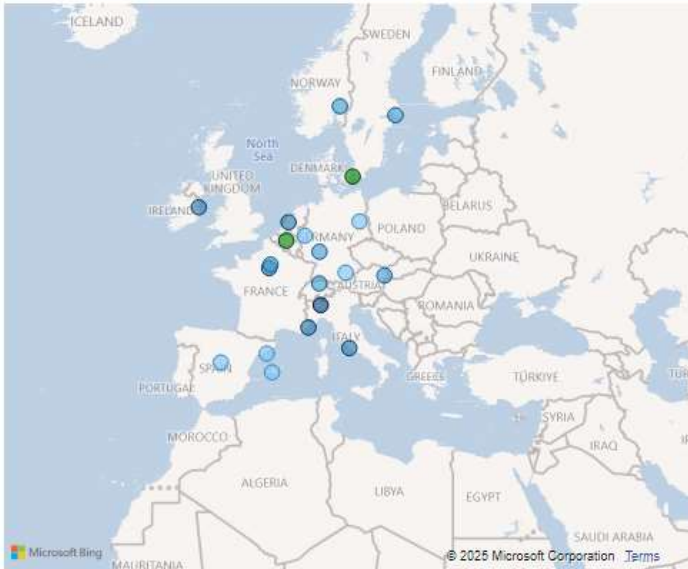 ICELAND
SWEDEN
FINLAND
NORWAY
North
Sea
DENMARK
UNITED
KINGDOM
IRELAND
BELARUS
POLAND
GERMANY
UKRAINE
AUSTRIA
FRANCE
ROMANIA
ITALY
SPAIN
PORTUGAL
GREECE
TÜRKIYE
SYRIA
MOROCCO
IRAQ
ALGERIA
LIBYA
EGYPT
SAUDI ARABIA
Microsoft Bing
© 2025 Microsoft Corporation Terms
MAURITANIA